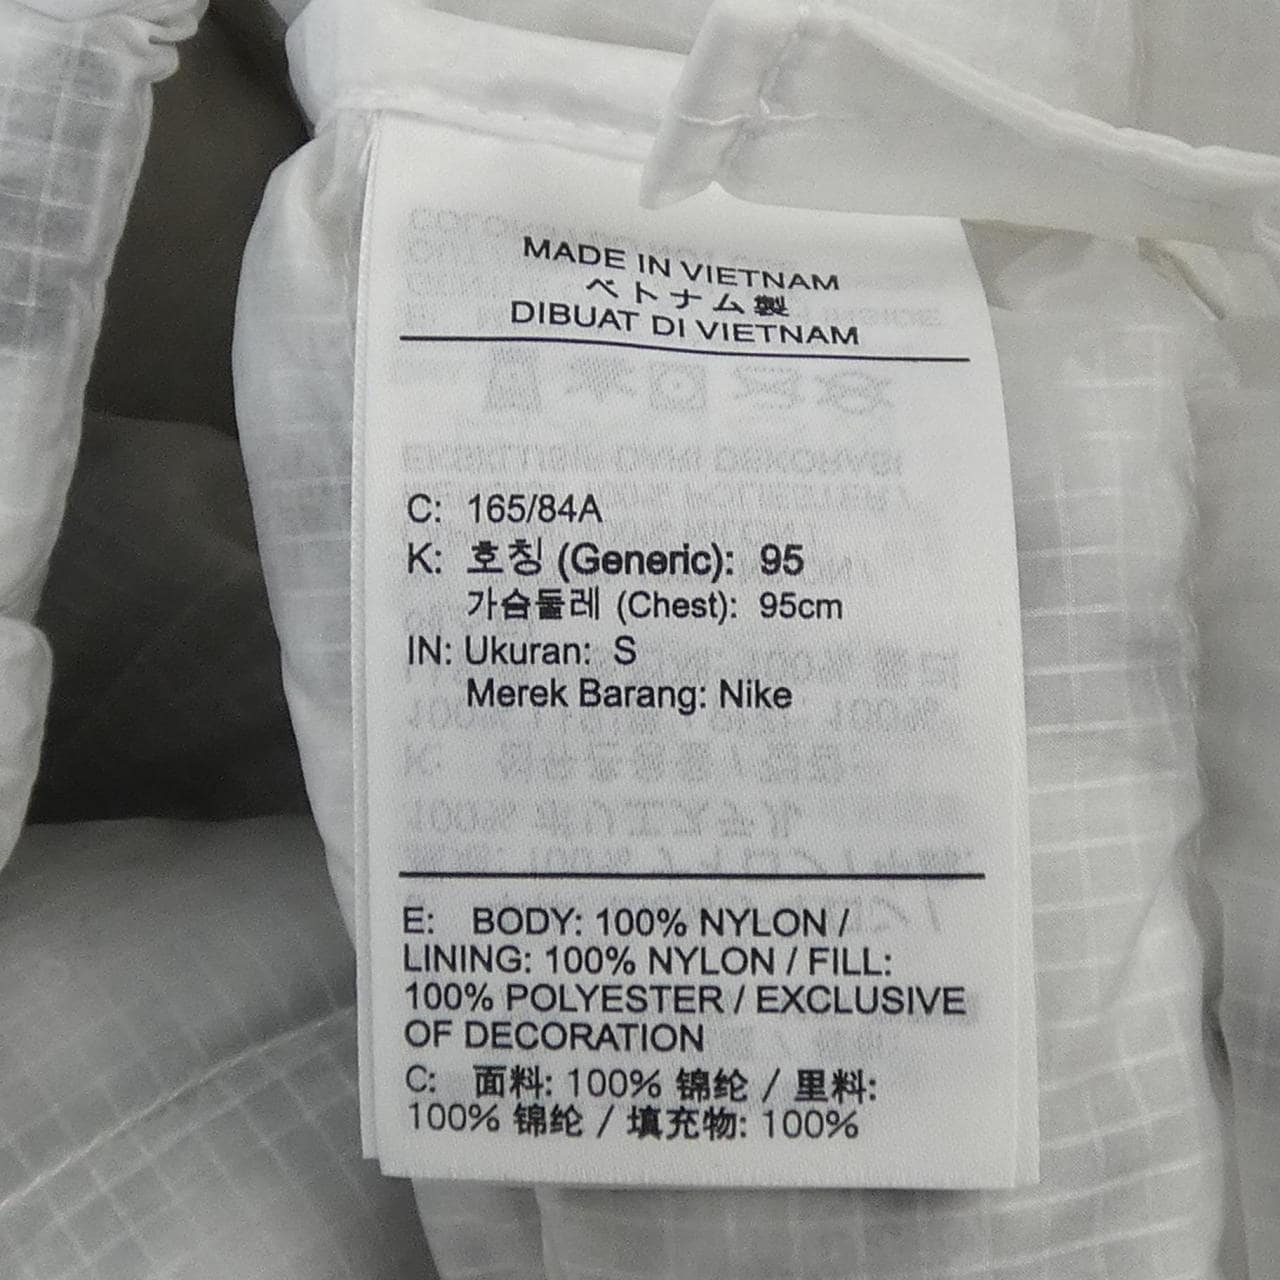 MADE IN VIETNAM
ベトナム製
DIBUAT DI VIETNAM
C: 165/84A
K: 호칭 (Generic): 95
가슴둘레 (Chest): 95cm
IN: Ukuran: S
Merek Barang: Nike
E: BODY: 100% NYLON /
LINING: 100% NYLON / FILL:
100% POLYESTER / EXCLUSIVE
OF DECORATION
C: 面料: 100% 锦纶 / 里料:
100% 锦纶 / 填充物: 100%